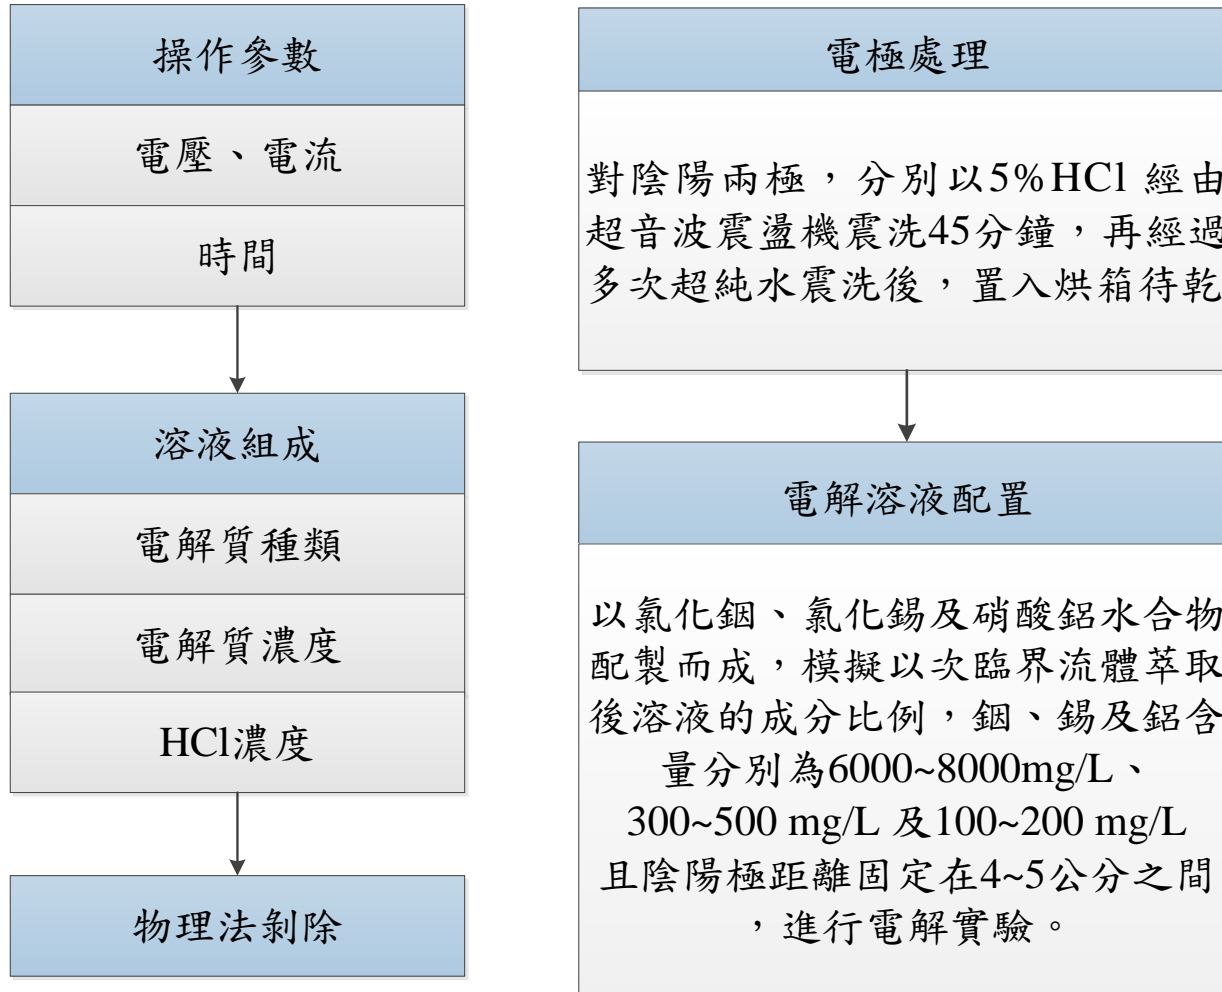 操作參數
電壓、電流
時間
溶液組成
電解質種類
電解質濃度
HCl濃度
物理法剝除
電極處理
對陰陽兩極，分別以5%HCl 經由
超音波震盪機震洗45分鐘，再經過
多次超純水震洗後，置入烘箱待乾
電解溶液配置
以氯化銦、氯化錫及硝酸鋁水合物
配製而成，模擬以次臨界流體萃取
後溶液的成分比例，銦、錫及鋁含
量分別為6000~8000mg/L、
300~500 mg/L 及100~200 mg/L
且陰陽極距離固定在4~5公分之間
，進行電解實驗。